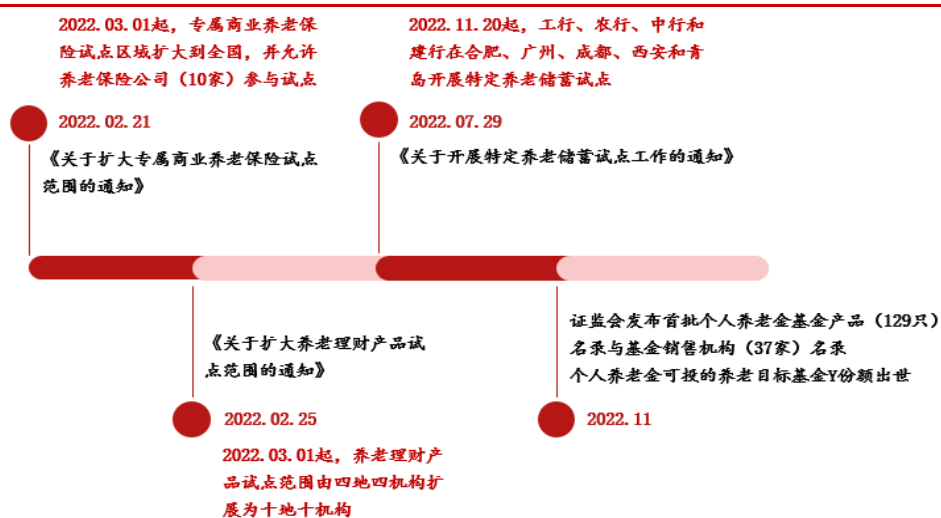 2022.03.01起，专属商业养老保
险试点区域扩大到全国，并允许
养老保险公司（10家）参与试点
2022.02.21
《关于扩大专属商业养老保险试点
范围的通知》
2022.11.20起，工行、农行、中行和
建行在合肥、广州、成都、西安和青
岛开展特定养老储蓄试点
2022.07.29
《关于开展特定养老储蓄试点工作的通知》
《关于扩大养老理财产品试
点范围的通知》
2022.02.25
2022.03.01起，养老理财产
品试点范围由四地四机构扩
展为十地十机构
证监会发布首批个人养老金基金产品（129只）
名录与基金销售机构（37家）名录
个人养老金可投的养老目标基金Y份额出世
2022.11